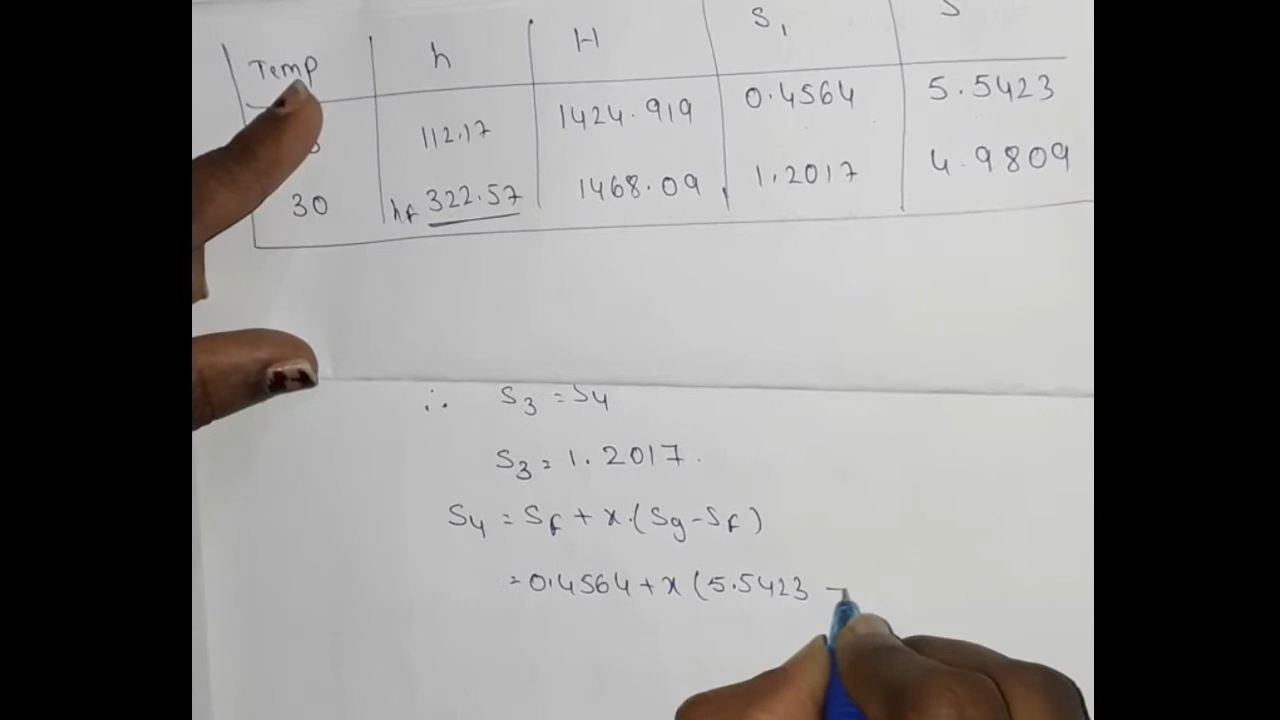 Temp h H S₁ S
112.17 1424.919 0.4564 5.5423
30 hf 322.57 1468.09 1.2017 4.9809
∴ S₃ = S₄
S₃ = 1.2017.
S₄ = Sf + x.(Sg - Sf)
= 0.4564 + x (5.5423 -